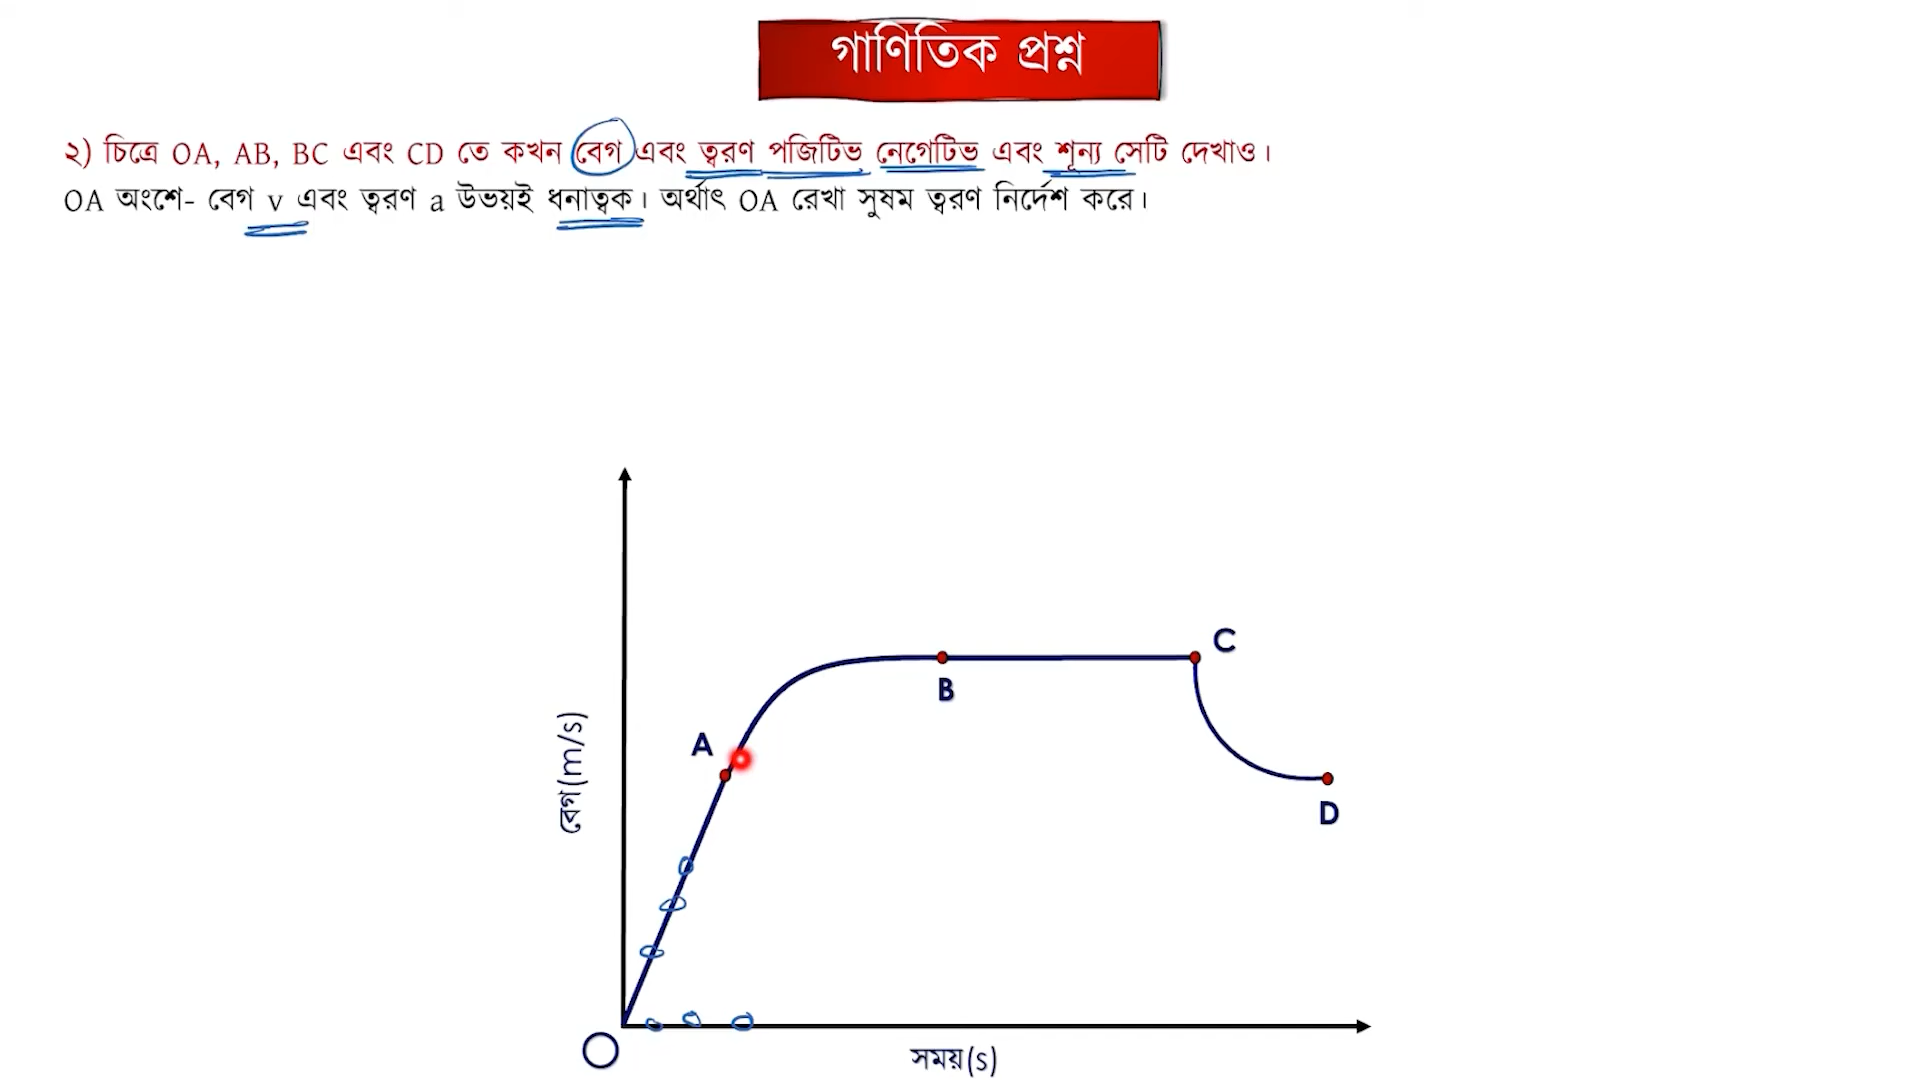 গাণিতিক প্রশ্ন
২) চিত্রে OA, AB, BC এবং CD তে কখন বেগ এবং ত্বরণ পজিটিভ নেগেটিভ এবং শূন্য সেটি দেখাও।
OA অংশে- বেগ v এবং ত্বরণ a উভয়ই ধনাত্বক। অর্থাৎ OA রেখা সুষম ত্বরণ নির্দেশ করে।
C
B
A
বেগ(m/s)
D
O
সময়(s)